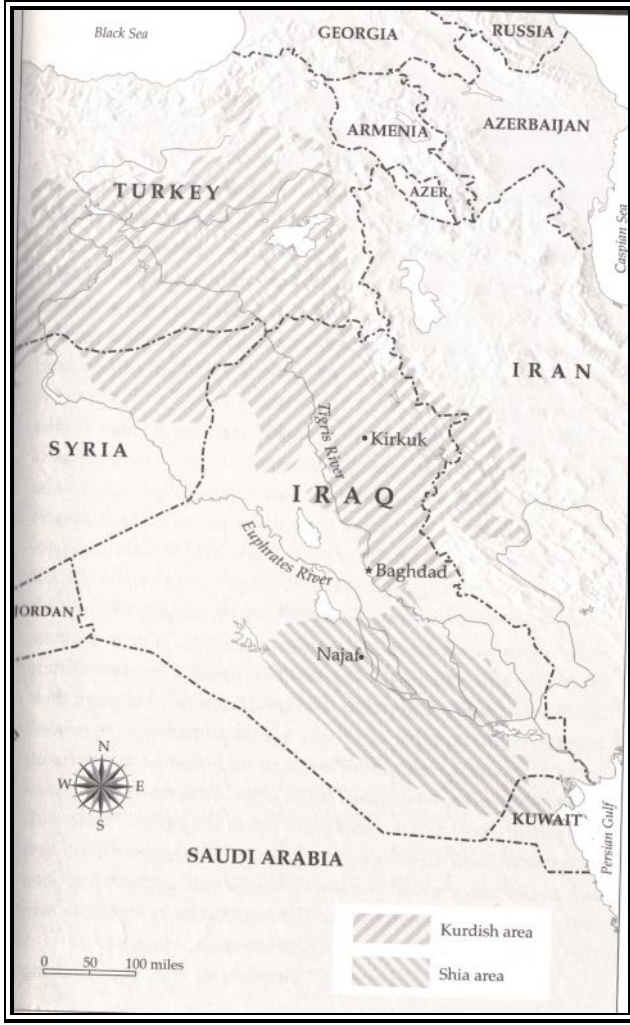 Black Sea
GEORGIA
RUSSIA
ARMENIA
AZERBAIJAN
AZER.
TURKEY
Caspian Sea
IRAN
SYRIA
Tigris River
Kirkuk
IRAQ
Euphrates River
Baghdad
JORDAN
Najaf
N
W E
S
KUWAIT
Persian Gulf
SAUDI ARABIA
Kurdish area
0 50 100 miles
Shia area